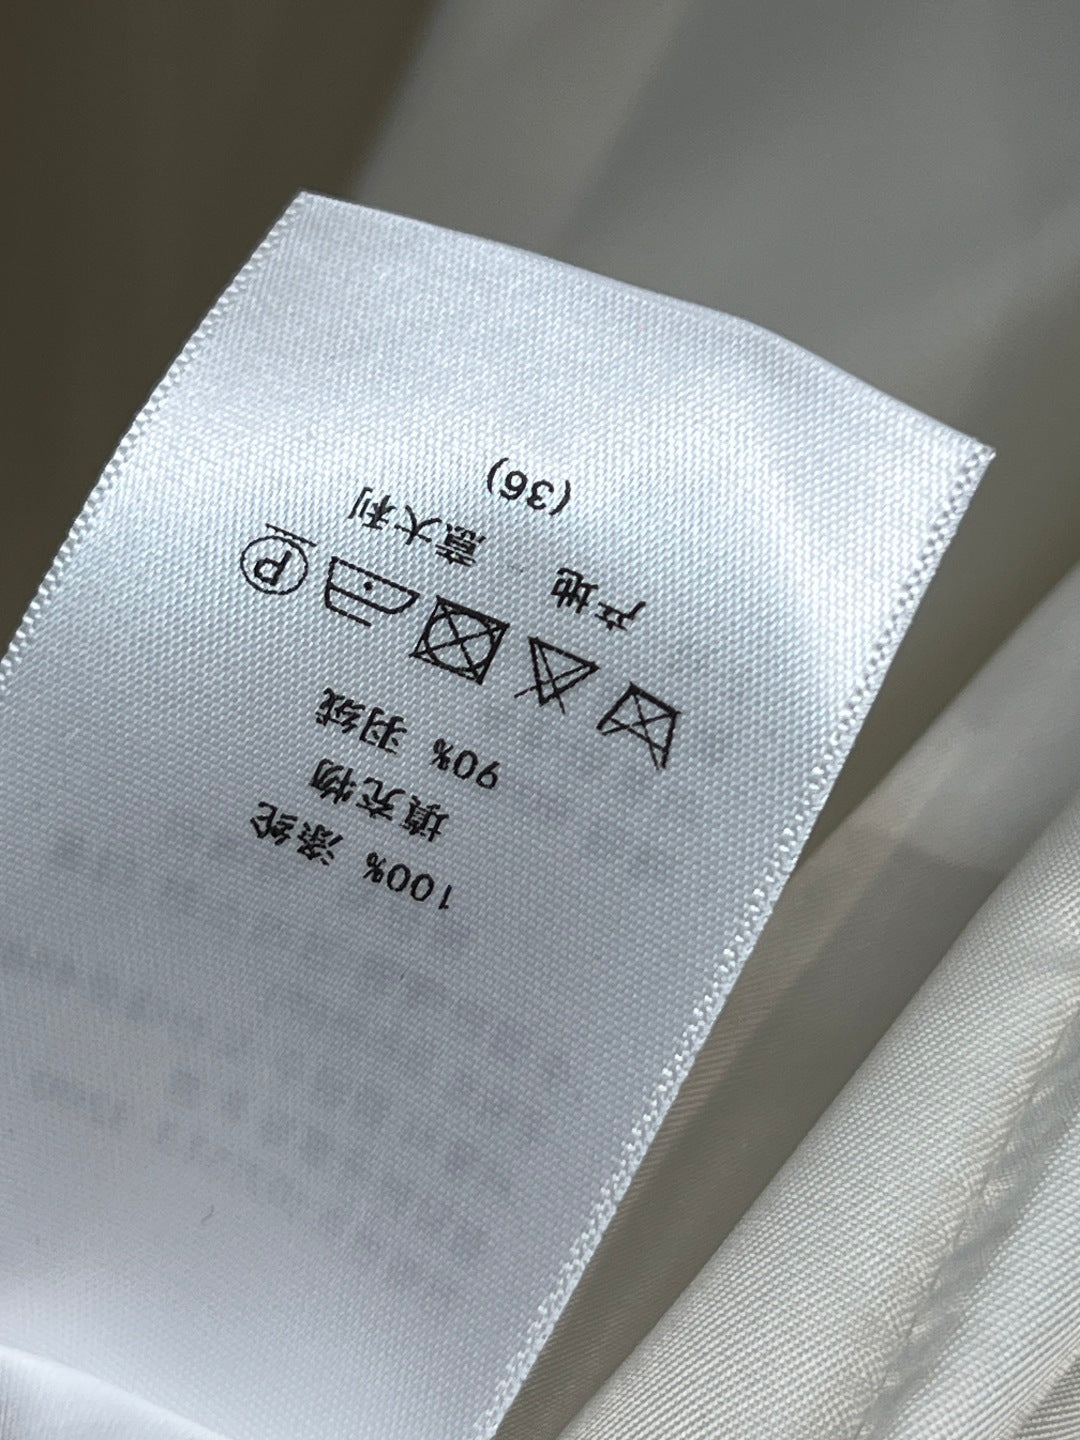 100% 涤纶
填充物
90% 羽绒
P
产地 意大利
(36)